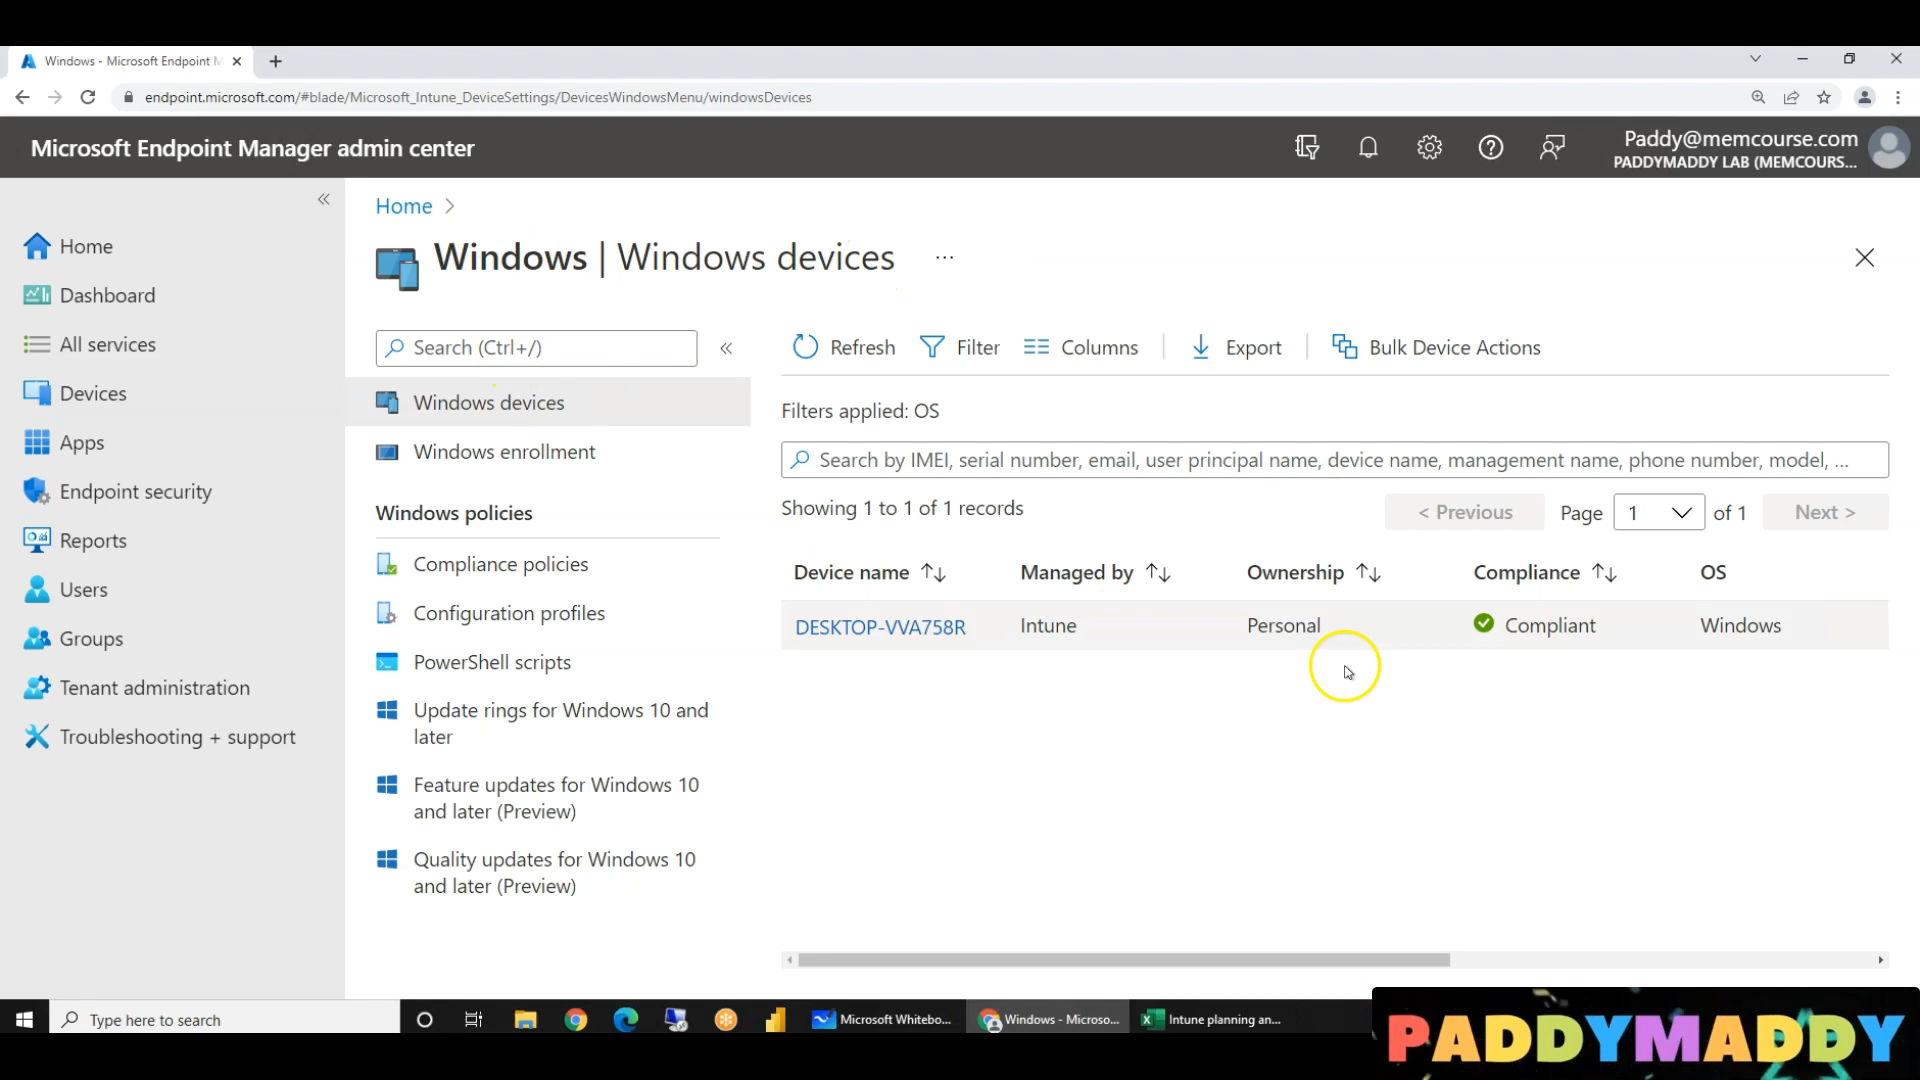 Windows - Microsoft Endpoint M
endpoint.microsoft.com/#blade/Microsoft_Intune_DeviceSettings/DevicesWindowsMenu/windowsDevices
Microsoft Endpoint Manager admin center
Paddy@memcourse.com
PADDYMADDY LAB (MEMCOURS...
Home
Dashboard
All services
Devices
Apps
Endpoint security
Reports
Users
Groups
Tenant administration
Troubleshooting + support
Home
Windows | Windows devices
Search (Ctrl+/)
Windows devices
Windows enrollment
Windows policies
Compliance policies
Configuration profiles
PowerShell scripts
Update rings for Windows 10 and
later
Feature updates for Windows 10
and later (Preview)
Quality updates for Windows 10
and later (Preview)
Refresh Filter Columns Export Bulk Device Actions
Filters applied: OS
Search by IMEI, serial number, email, user principal name, device name, management name, phone number, model, ...
Showing 1 to 1 of 1 records
< Previous Page 1 of 1 Next >
Device name Managed by Ownership Compliance OS
DESKTOP-VVA758R Intune Personal Compliant Windows
Type here to search
Microsoft Whitebo...
Windows - Microso...
Intune planning an...
PADDYMADDY